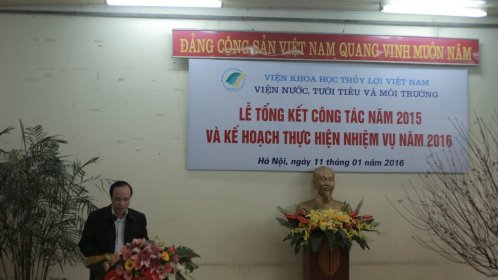 ĐẢNG CỘNG SẢN VIỆT NAM QUANG VINH MUÔN NĂM
VIỆN KHOA HỌC THỦY LỢI VIỆT NAM
VIỆN NƯỚC, TƯỚI TIÊU VÀ MÔI TRƯỜNG
LỄ TỔNG KẾT CÔNG TÁC NĂM 2015
VÀ KẾ HOẠCH THỰC HIỆN NHIỆM VỤ NĂM 2016
Hà Nội, ngày 11 tháng 01 năm 2016